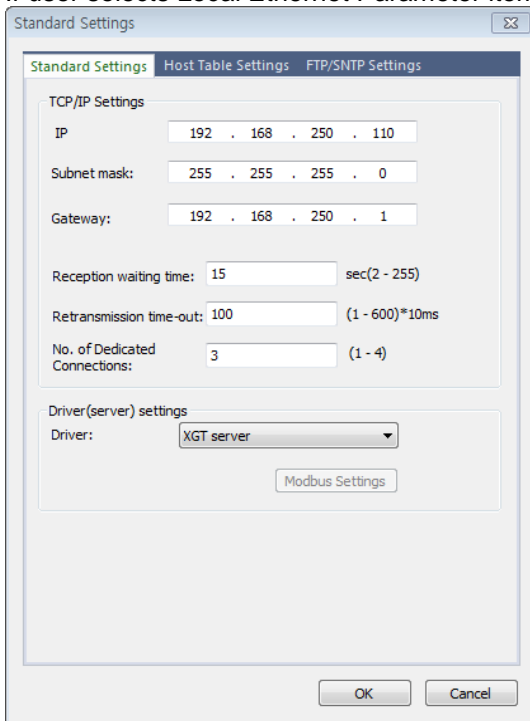 If user selects Local Ethernet Parameter item
Standard Settings
Standard Settings Host Table Settings FTP/SNTP Settings
TCP/IP Settings
IP 192 . 168 . 250 . 110
Subnet mask: 255 . 255 . 255 . 0
Gateway: 192 . 168 . 250 . 1
Reception waiting time: 15 sec(2 - 255)
Retransmission time-out: 100 (1 - 600)*10ms
No. of Dedicated
Connections: 3 (1 - 4)
Driver(server) settings
Driver: XGT server
Modbus Settings
OK Cancel